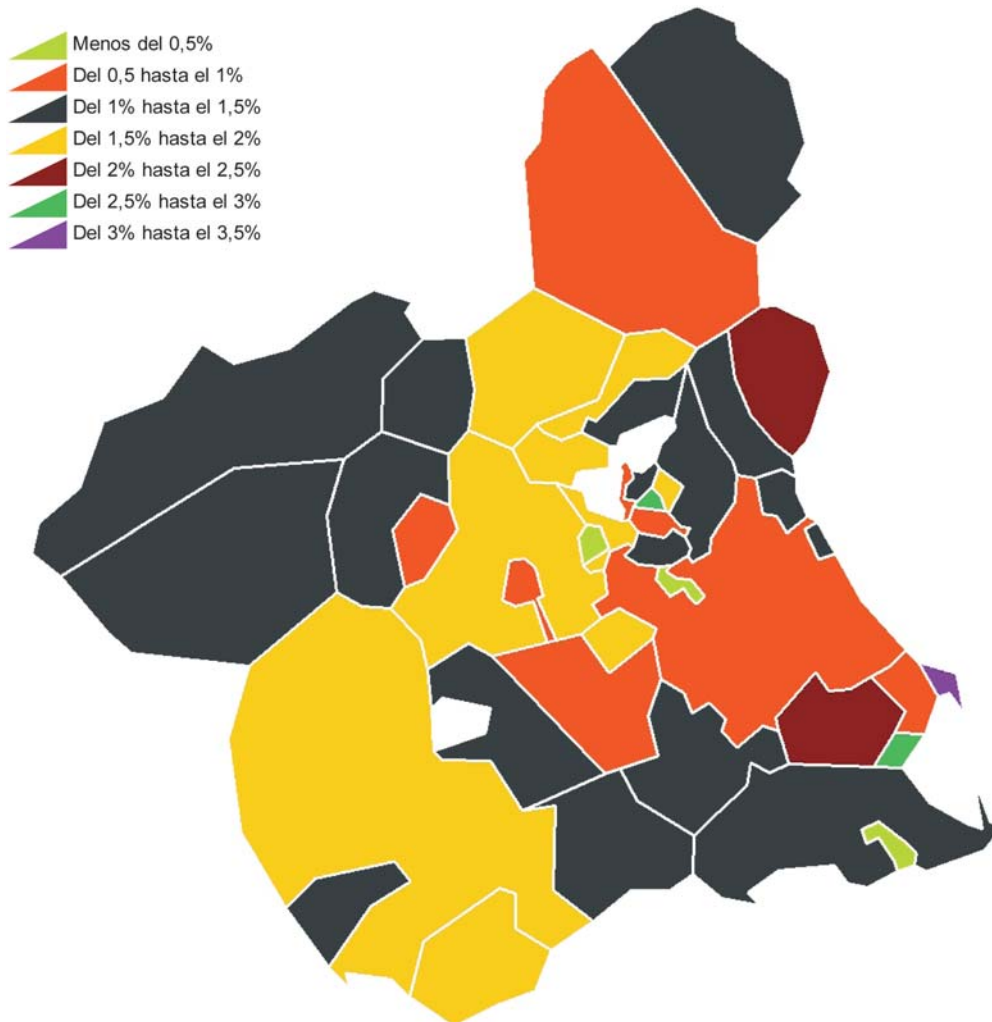 Menos del 0,5%
Del 0,5 hasta el 1%
Del 1% hasta el 1,5%
Del 1,5% hasta el 2%
Del 2% hasta el 2,5%
Del 2,5% hasta el 3%
Del 3% hasta el 3,5%